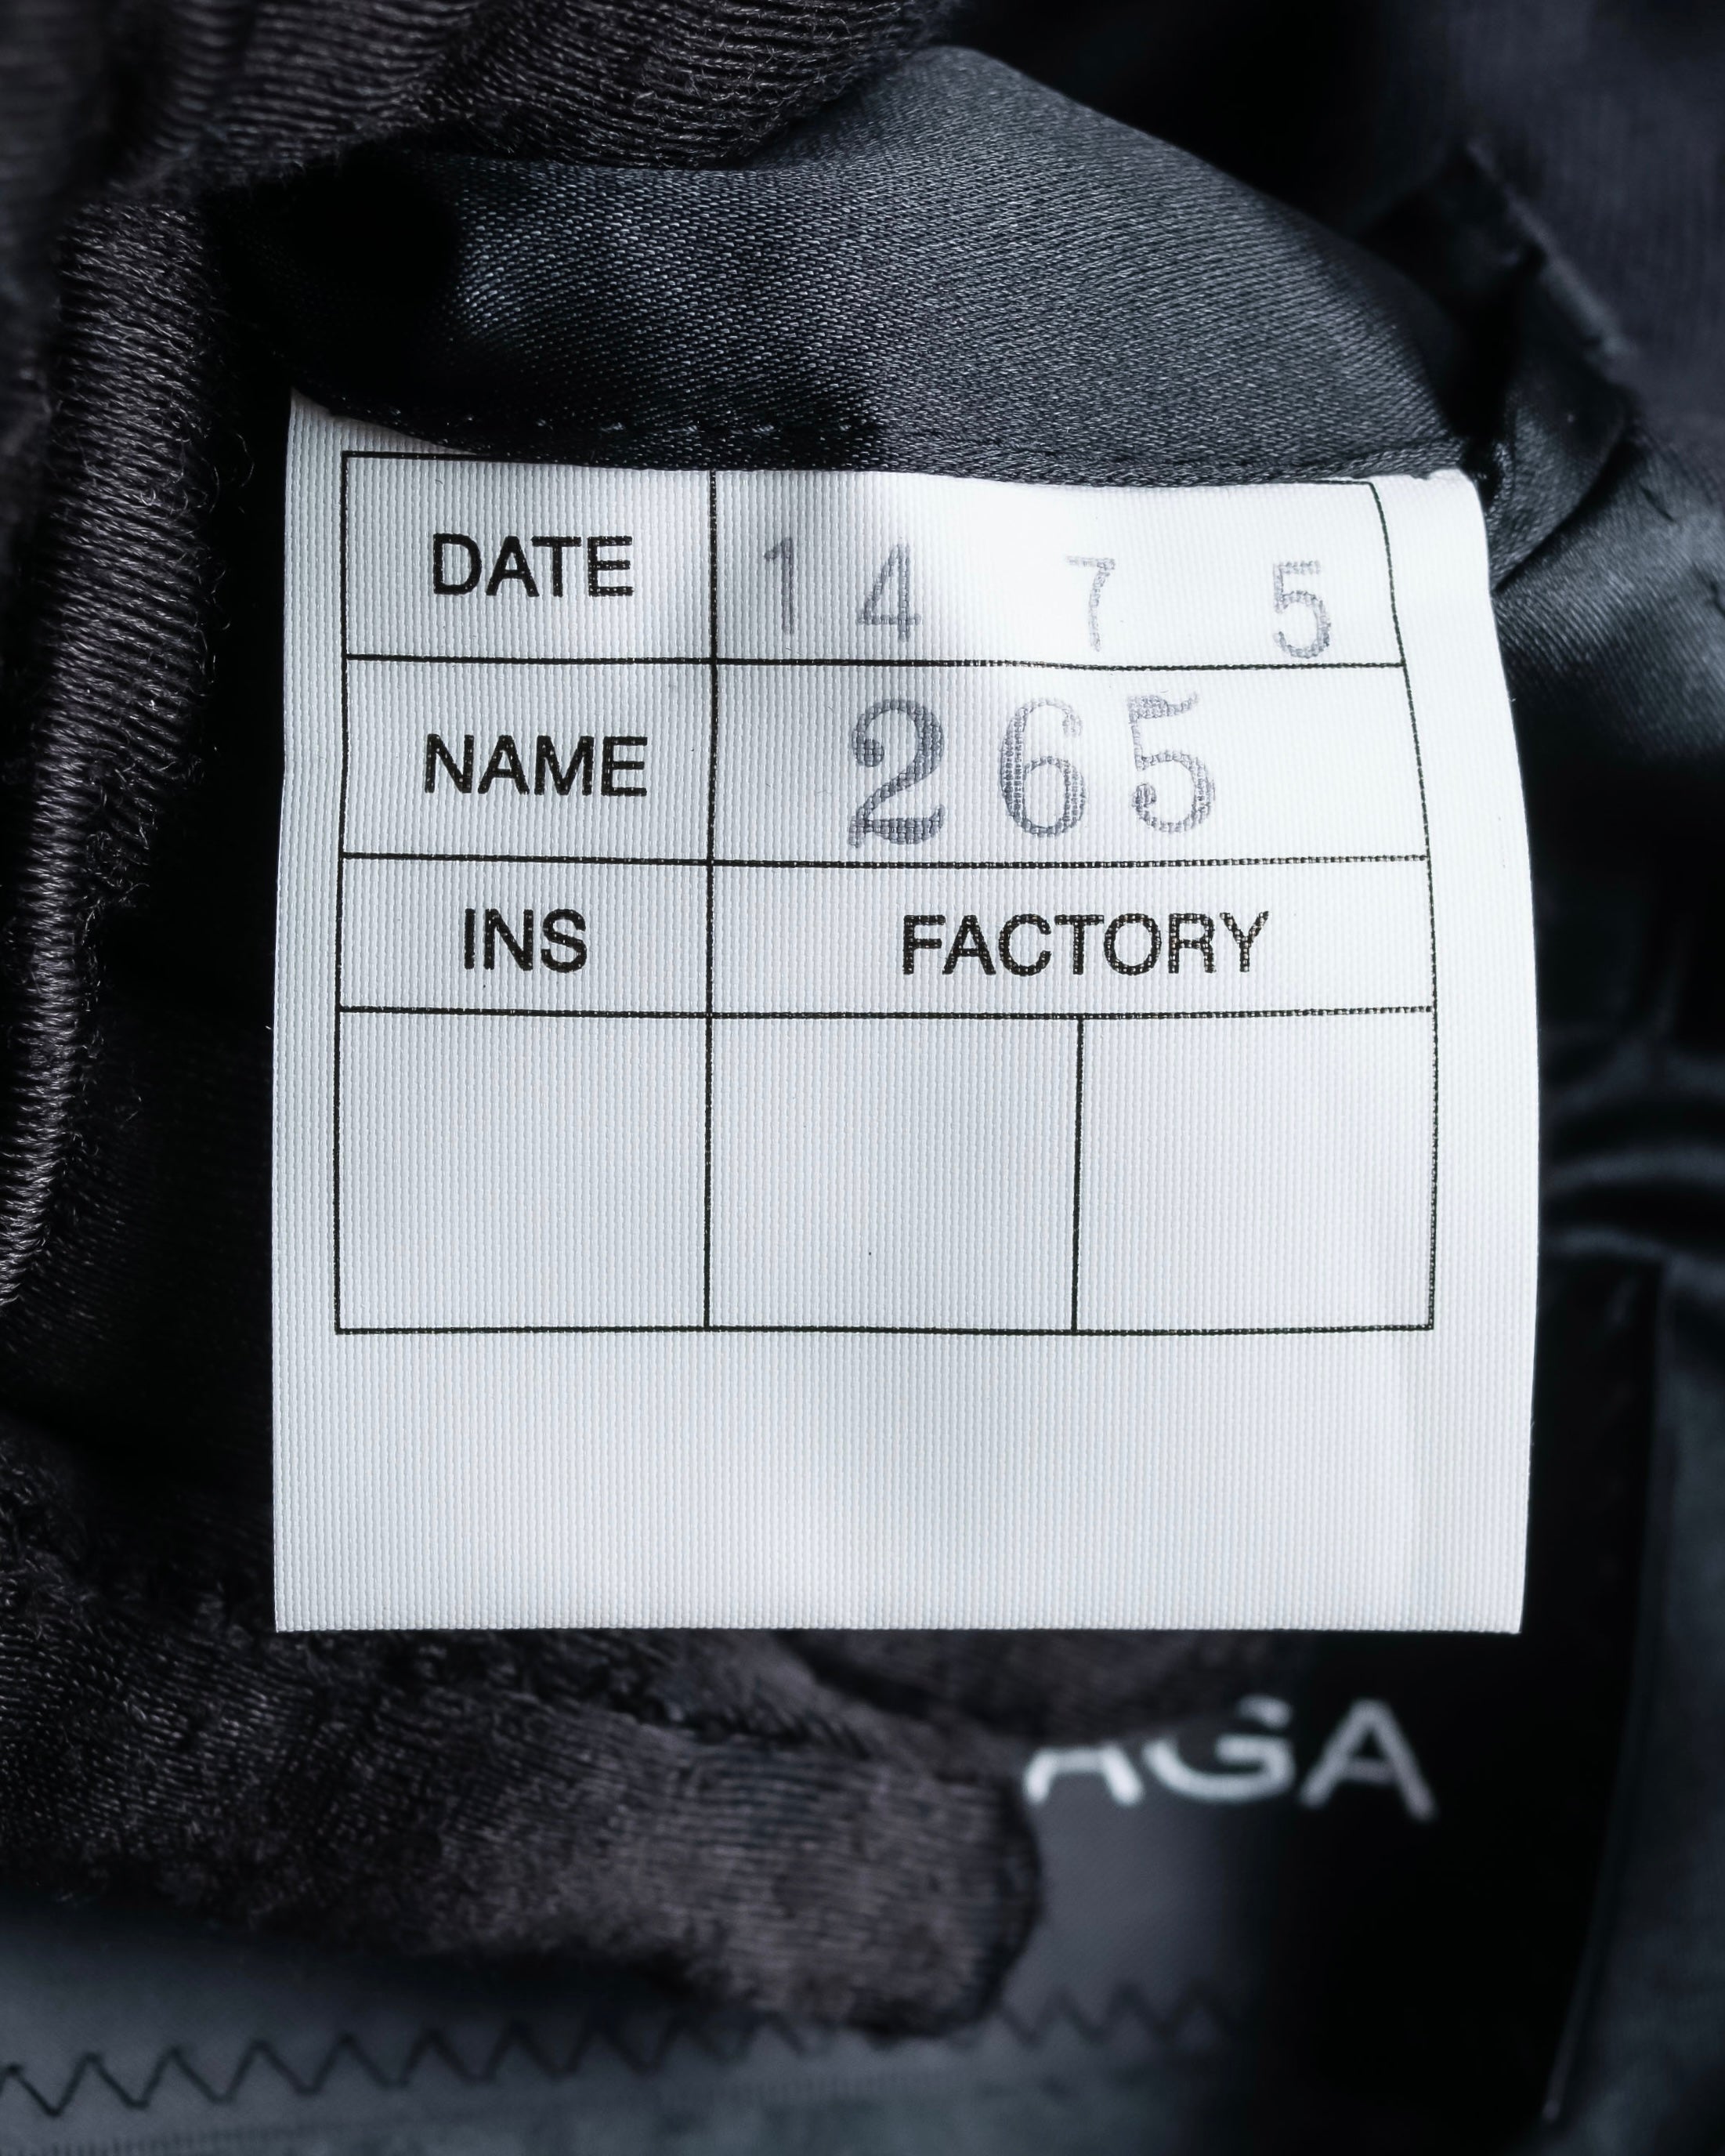 DATE 14 7 5
NAME 265
INS FACTORY
AGA